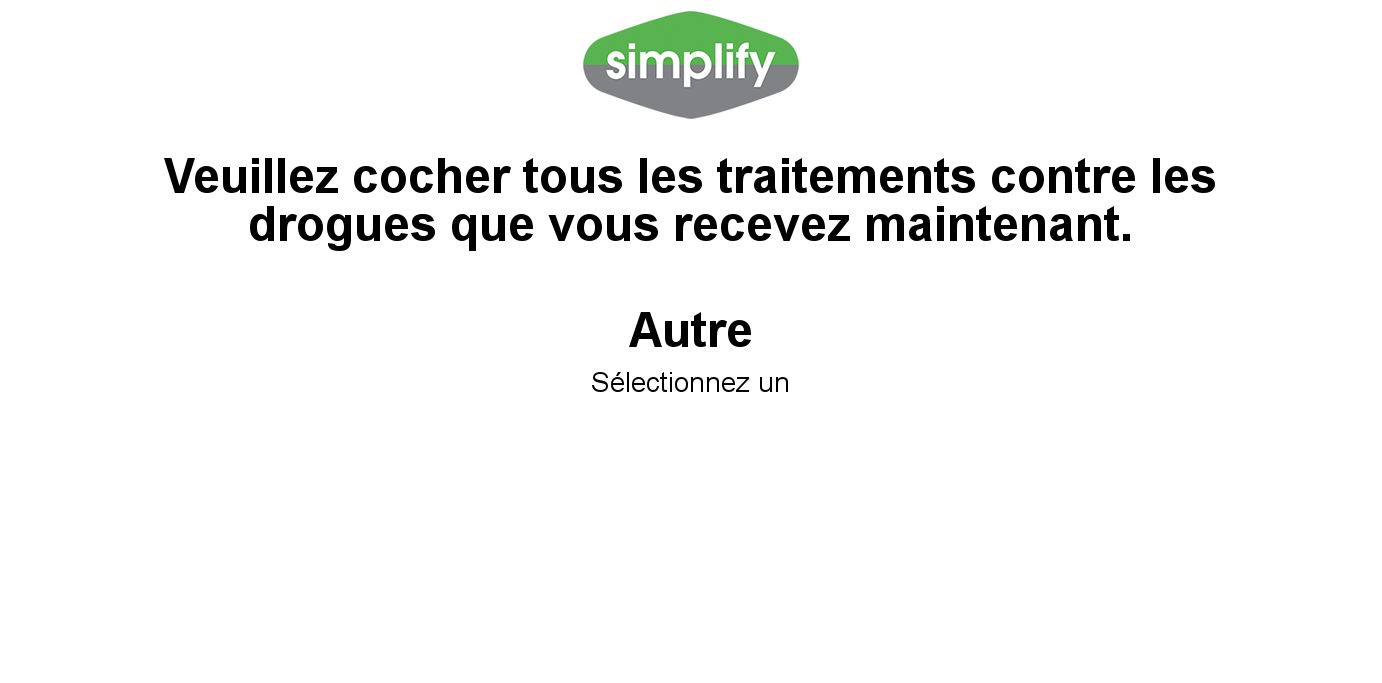 simplify
Veuillez cocher tous les traitements contre les
drogues que vous recevez maintenant.
Autre
Sélectionnez un